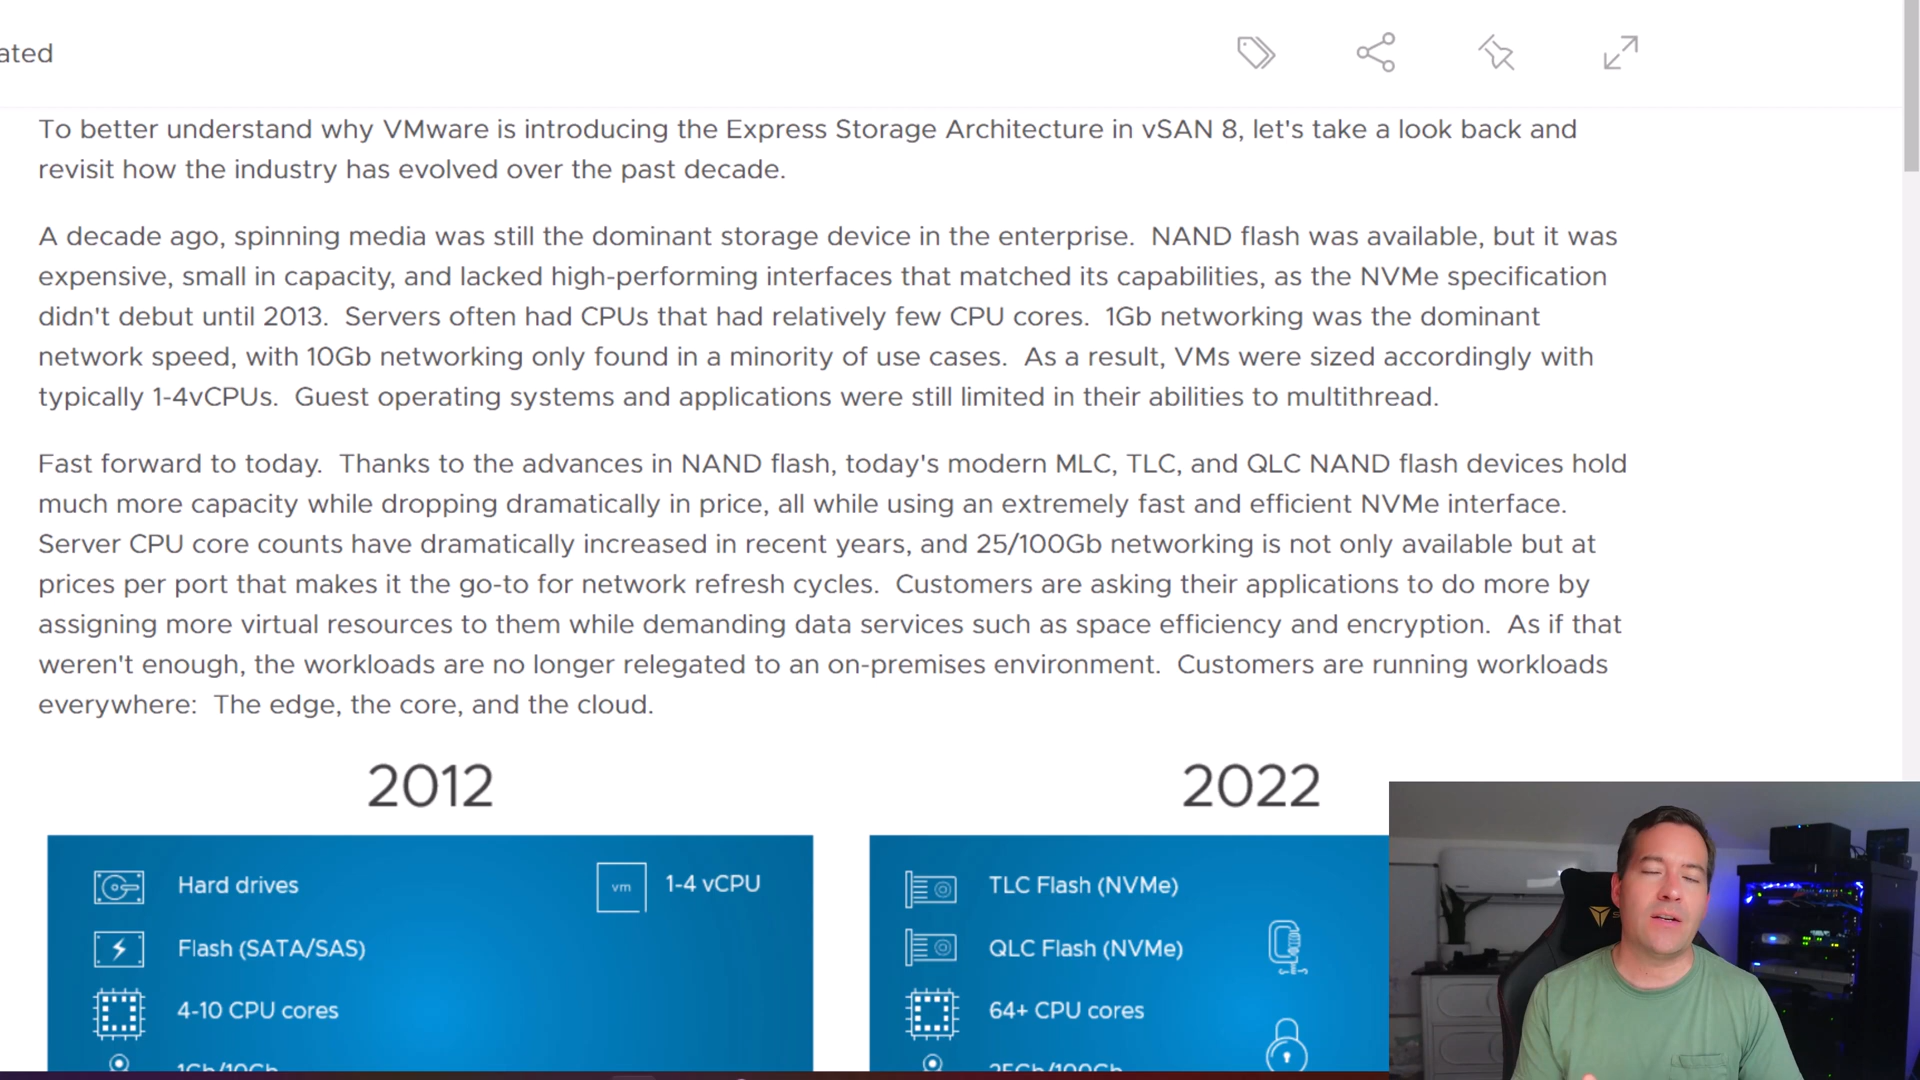 ated
To better understand why VMware is introducing the Express Storage Architecture in vSAN 8, let's take a look back and
revisit how the industry has evolved over the past decade.
A decade ago, spinning media was still the dominant storage device in the enterprise.  NAND flash was available, but it was
expensive, small in capacity, and lacked high-performing interfaces that matched its capabilities, as the NVMe specification
didn't debut until 2013.  Servers often had CPUs that had relatively few CPU cores.  1Gb networking was the dominant
network speed, with 10Gb networking only found in a minority of use cases.  As a result, VMs were sized accordingly with
typically 1-4vCPUs.  Guest operating systems and applications were still limited in their abilities to multithread.
Fast forward to today.  Thanks to the advances in NAND flash, today's modern MLC, TLC, and QLC NAND flash devices hold
much more capacity while dropping dramatically in price, all while using an extremely fast and efficient NVMe interface.
Server CPU core counts have dramatically increased in recent years, and 25/100Gb networking is not only available but at
prices per port that makes it the go-to for network refresh cycles.  Customers are asking their applications to do more by
assigning more virtual resources to them while demanding data services such as space efficiency and encryption.  As if that
weren't enough, the workloads are no longer relegated to an on-premises environment.  Customers are running workloads
everywhere:  The edge, the core, and the cloud.
2012
Hard drives
vm
1-4 vCPU
Flash (SATA/SAS)
4-10 CPU cores
1Gb/10Gb
2022
TLC Flash (NVMe)
QLC Flash (NVMe)
64+ CPU cores
25Gb/100Gb